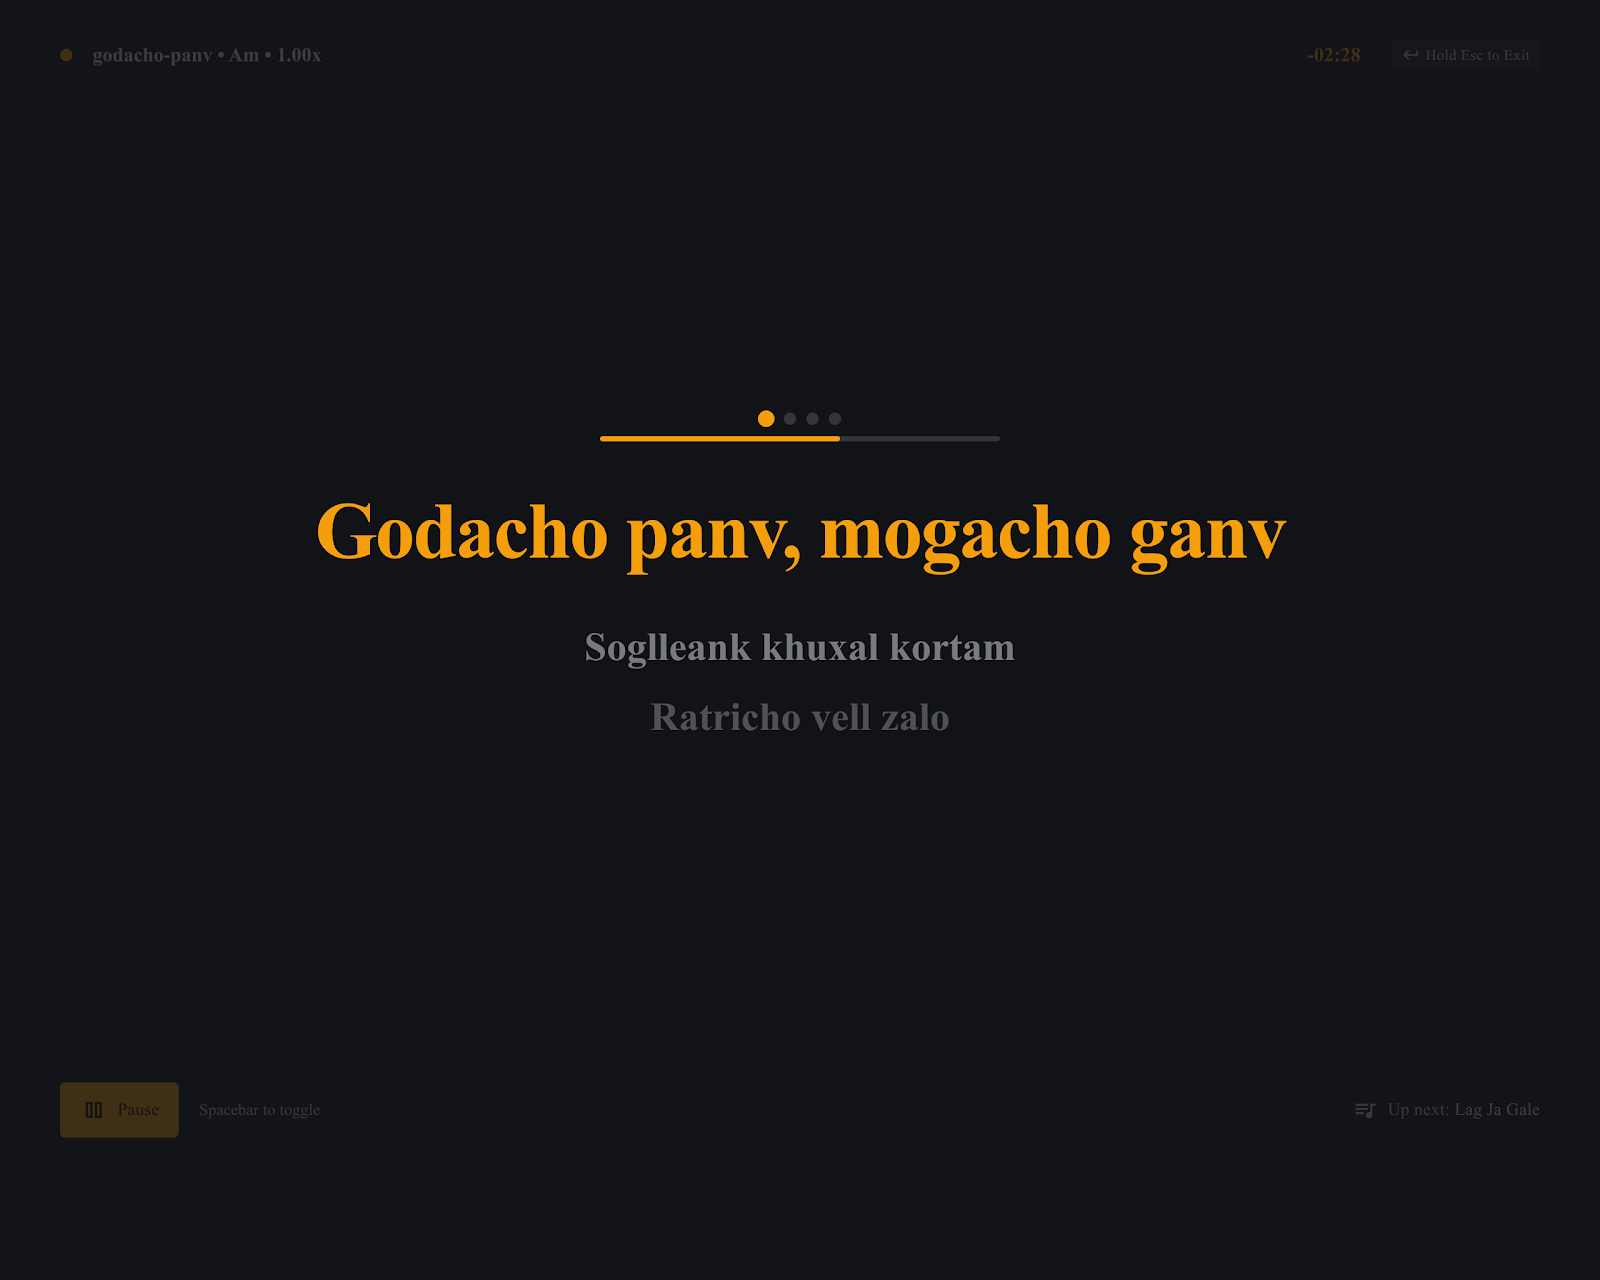 godacho-panv • Am • 1.00x
-02:28
Hold Esc to Exit
Godacho panv, mogacho ganv
Soglleank khuxal kortam
Ratricho vell zalo
Pause
Spacebar to toggle
Up next: Lag Ja Gale